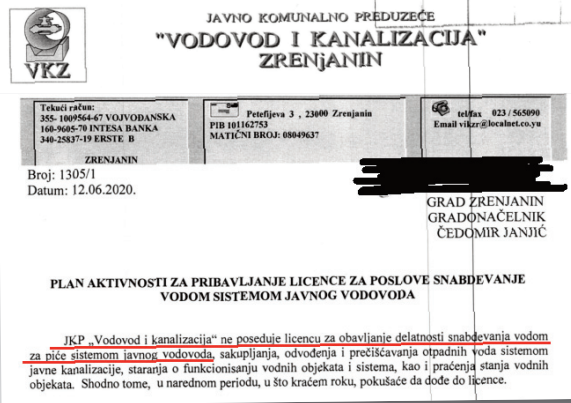 VKZ
JAVNO KOMUNALNO PREDUZEĆE
"VODOVOD I KANALIZACIJA"
ZRENjANIN
Tekući račun:
355- 1009564-67 VOJVOĐANSKA
160-9605-70 INTESA BANKA
340-25837-19 ERSTE B
ZRENJANIN
Petefijeva 3 , 23000 Zrenjanin
PIB 101162753
MATIČNI BROJ: 08049637
tel/fax 023 / 565090
Email vikzr@localnet.co.yu
Broj: 1305/1
Datum: 12.06.2020.
GRAD ZRENJANIN
GRADONAČELNIK
ČEDOMIR JANJIĆ
PLAN AKTIVNOSTI ZA PRIBAVLJANJE LICENCE ZA POSLOVE SNABDEVANJE
VODOM SISTEMOM JAVNOG VODOVODA
JKP „Vodovod i kanalizacija" ne poseduje licencu za obavljanje delatnosti snabdevanja vodom
za piće sistemom javnog vodovoda, sakupljanja, odvođenja i prečišćavanja otpadnih voda sistemom
javne kanalizacije, staranja o funkcionisanju vodnih objekata i sistema, kao i praćenja stanja vodnih
objekata. Shodno tome, u narednom periodu, u što kraćem roku, pokušaće da dođe do licence.